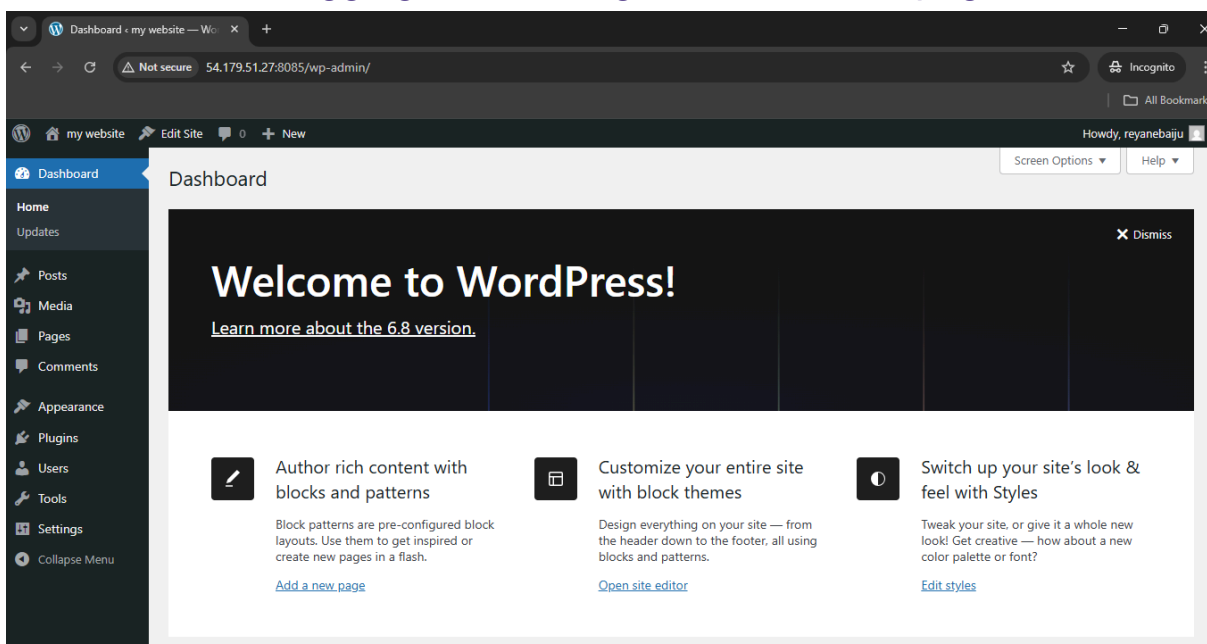 Dashboard ‹ my website — Wo
Not secure 54.179.51.27:8085/wp-admin/
Incognito
All Bookmark
my website Edit Site 0 New
Howdy, reyanebaiju
Screen Options Help
Dashboard
Home
Updates
Posts
Media
Pages
Comments
Appearance
Plugins
Users
Tools
Settings
Collapse Menu
Dashboard
Dismiss
Welcome to WordPress!
Learn more about the 6.8 version.
Author rich content with
blocks and patterns
Block patterns are pre-configured block
layouts. Use them to get inspired or
create new pages in a flash.
Add a new page
Customize your entire site
with block themes
Design everything on your site — from
the header down to the footer, all using
blocks and patterns.
Open site editor
Switch up your site’s look &
feel with Styles
Tweak your site, or give it a whole new
look! Get creative — how about a new
color palette or font?
Edit styles